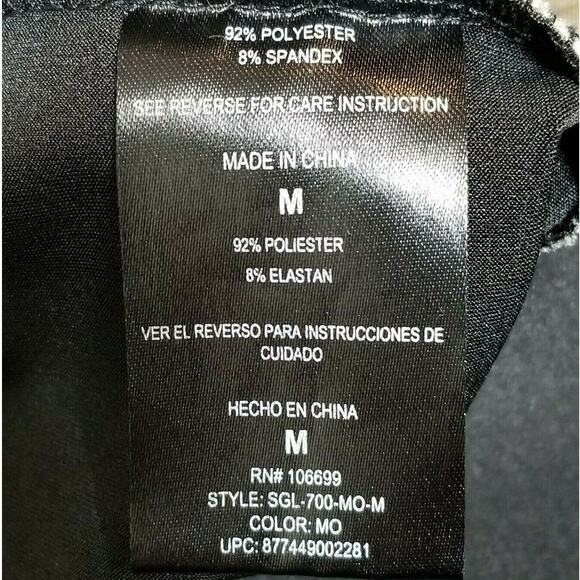 92% POLYESTER
8% SPANDEX
SEE REVERSE FOR CARE INSTRUCTION
MADE IN CHINA
M
92% POLIESTER
8% ELASTAN
VER EL REVERSO PARA INSTRUCCIONES DE
CUIDADO
HECHO EN CHINA
M
RN# 106699
STYLE: SGL-700-MO-M
COLOR: MO
UPC: 877449002281